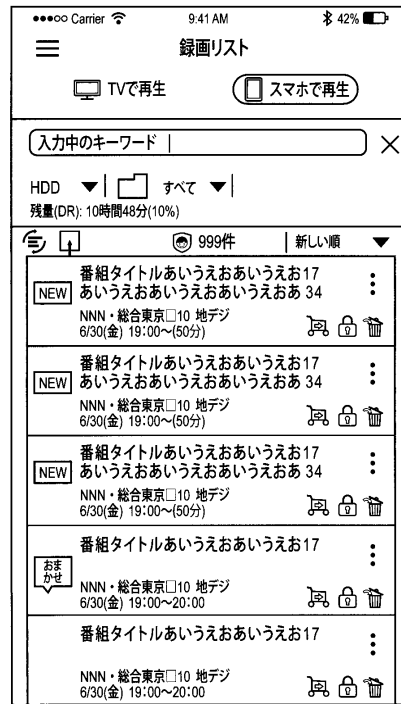 Carrier 9:41 AM 42%
録画リスト
TVで再生 スマホで再生
入力中のキーワード
HDD すべて
残量(DR): 10時間48分(10%)
999件 新しい順
番組タイトルあいうえおあいうえお17
NEW あいうえおあいうえおあいうえおあ 34
NNN・総合東京□10 地デジ
6/30(金) 19:00~(50分)
番組タイトルあいうえおあいうえお17
NEW あいうえおあいうえおあいうえおあ 34
NNN・総合東京□10 地デジ
6/30(金) 19:00~(50分)
番組タイトルあいうえおあいうえお17
NEW あいうえおあいうえおあいうえおあ 34
NNN・総合東京□10 地デジ
6/30(金) 19:00~(50分)
番組タイトルあいうえおあいうえお17
おま
かせ
NNN・総合東京□10 地デジ
6/30(金) 19:00~20:00
番組タイトルあいうえおあいうえお17
NNN・総合東京□10 地デジ
6/30(金) 19:00~20:00